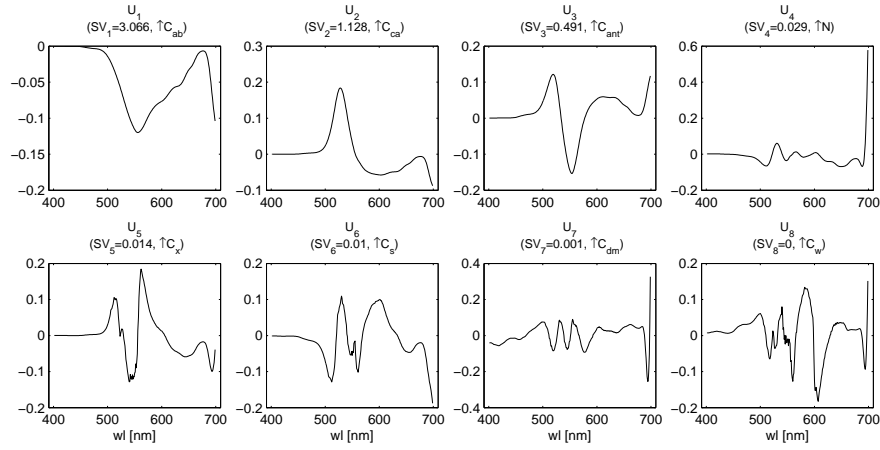 U1
(SV1=3.066, ↑Cab)
0
−0.05
−0.1
−0.15
−0.2
400 500 600 700
U2
(SV2=1.128, ↑Cca)
0.3
0.2
0.1
0
−0.1
400 500 600 700
U3
(SV3=0.491, ↑Cant)
0.2
0.1
0
−0.1
−0.2
400 500 600 700
U4
(SV4=0.029, ↑N)
0.6
0.4
0.2
0
−0.2
400 500 600 700
U5
(SV5=0.014, ↑Cx)
0.2
0.1
0
−0.1
−0.2
400 500 600 700
wl [nm]
U6
(SV6=0.01, ↑Cs)
0.2
0.1
0
−0.1
−0.2
400 500 600 700
wl [nm]
U7
(SV7=0.001, ↑Cdm)
0.4
0.2
0
−0.2
−0.4
400 500 600 700
wl [nm]
U8
(SV8=0, ↑Cw)
0.2
0.1
0
−0.1
−0.2
400 500 600 700
wl [nm]